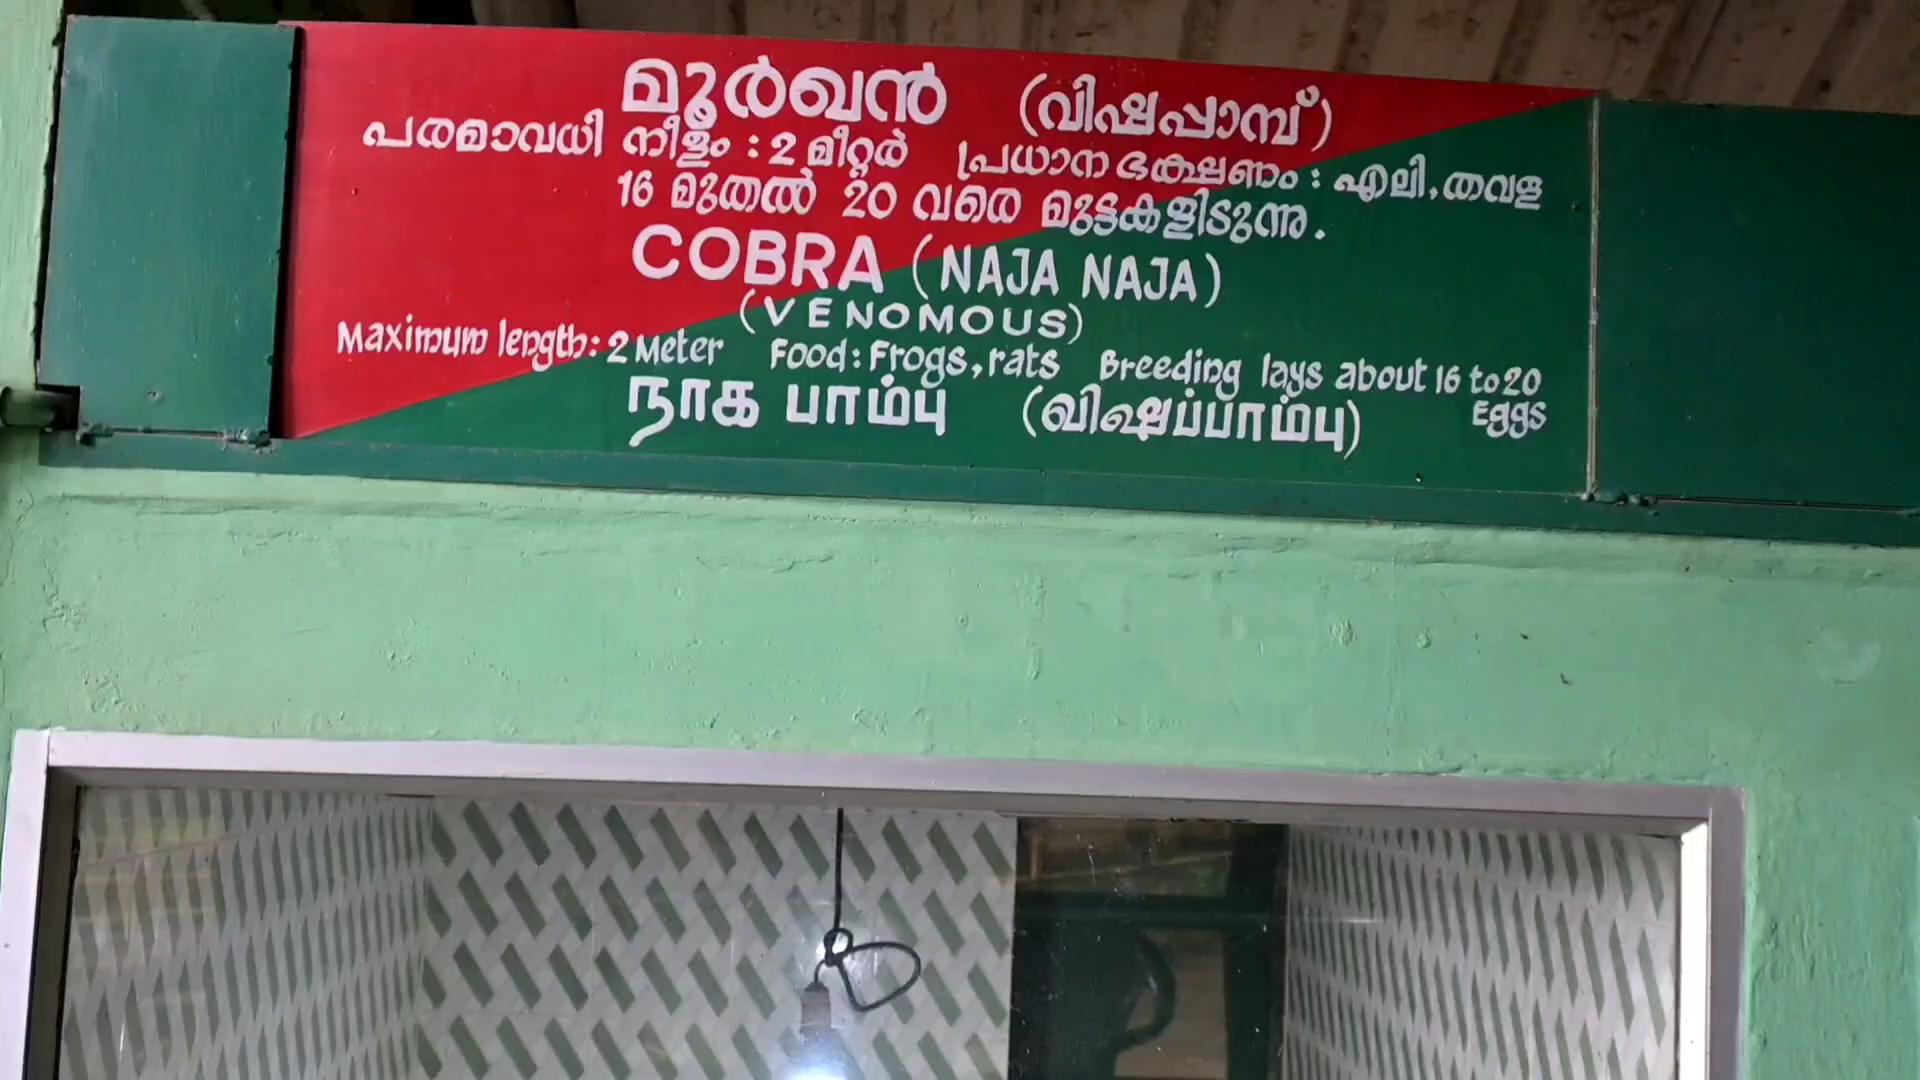 മൂർഖൻ (വിഷപ്പാമ്പ്)
പരമാവധി നീളം : 2 മീറ്റർ പ്രധാന ഭക്ഷണം : എലി, തവള
16 മുതൽ 20 വരെ മുട്ടകളിടുന്നു.
COBRA (NAJA NAJA)
(VENOMOUS)
Maximum length: 2 Meter Food: Frogs, rats Breeding lays about 16 to 20
Eggs
நாக பாம்பு (விஷப்பாம்பு)